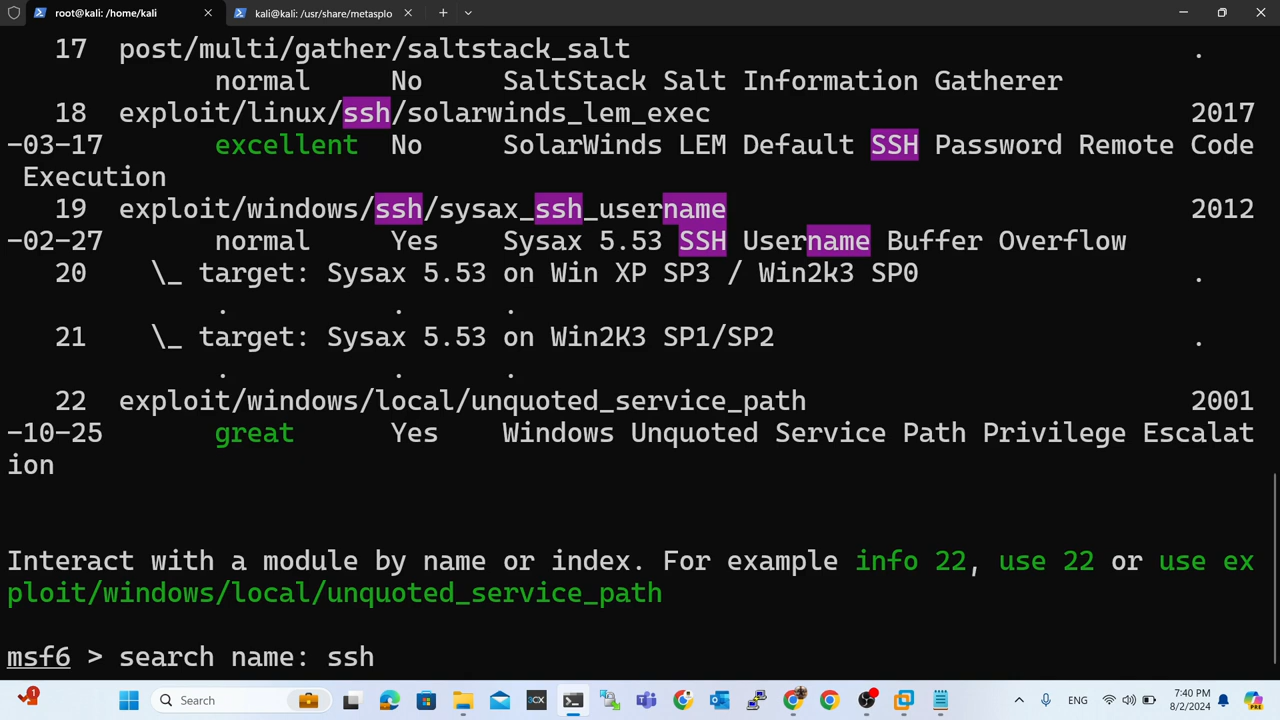 root@kali: /home/kali
kali@kali: /usr/share/metasplo
17 post/multi/gather/saltstack_salt .
normal No SaltStack Salt Information Gatherer
18 exploit/linux/ssh/solarwinds_lem_exec 2017
-03-17 excellent No SolarWinds LEM Default SSH Password Remote Code
Execution
19 exploit/windows/ssh/sysax_ssh_username 2012
-02-27 normal Yes Sysax 5.53 SSH Username Buffer Overflow
20 \_ target: Sysax 5.53 on Win XP SP3 / Win2k3 SP0 .
. . .
21 \_ target: Sysax 5.53 on Win2K3 SP1/SP2 .
. . .
22 exploit/windows/local/unquoted_service_path 2001
-10-25 great Yes Windows Unquoted Service Path Privilege Escalat
ion
Interact with a module by name or index. For example info 22, use 22 or use ex
ploit/windows/local/unquoted_service_path
msf6 > search name: ssh
1
Search
3CX
ENG
7:40 PM
8/2/2024
PRE